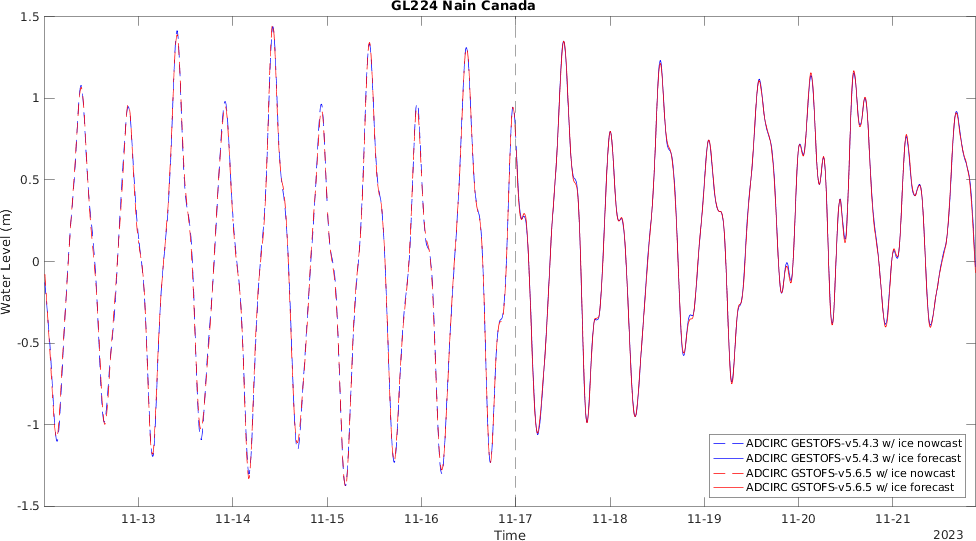 GL224 Nain Canada
1.5
1
0.5
0
-0.5
-1
-1.5
Water Level (m)
11-13 11-14 11-15 11-16 11-17 11-18 11-19 11-20 11-21
Time
2023
ADCIRC GESTOFS-v5.4.3 w/ ice nowcast
ADCIRC GESTOFS-v5.4.3 w/ ice forecast
ADCIRC GSTOFS-v5.6.5 w/ ice nowcast
ADCIRC GSTOFS-v5.6.5 w/ ice forecast